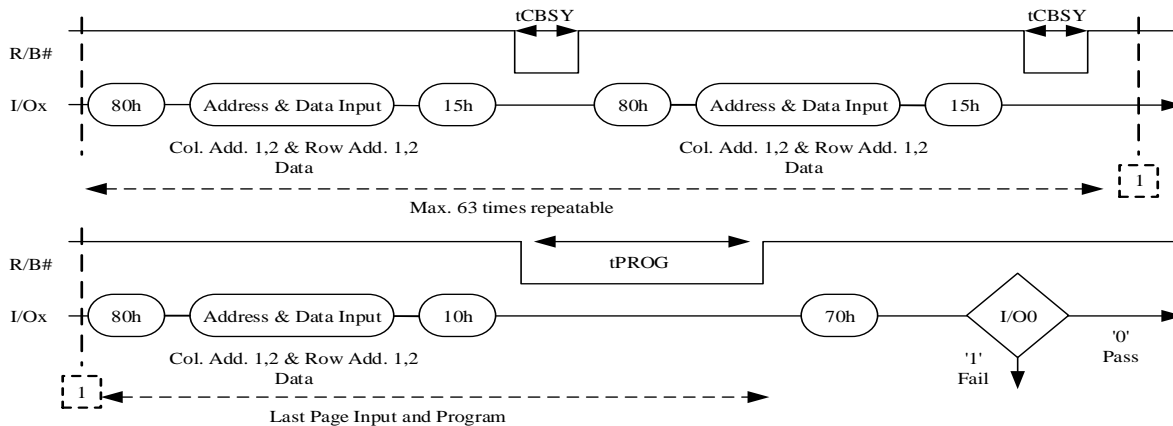 tCBSY tCBSY
R/B#
I/Ox 80h Address & Data Input 15h 80h Address & Data Input 15h
Col. Add. 1,2 & Row Add. 1,2 Col. Add. 1,2 & Row Add. 1,2
Data Data
1
Max. 63 times repeatable
tPROG
R/B#
I/Ox 80h Address & Data Input 10h 70h I/O0
'0'
Col. Add. 1,2 & Row Add. 1,2 '1' Pass
Data Fail
1
Last Page Input and Program